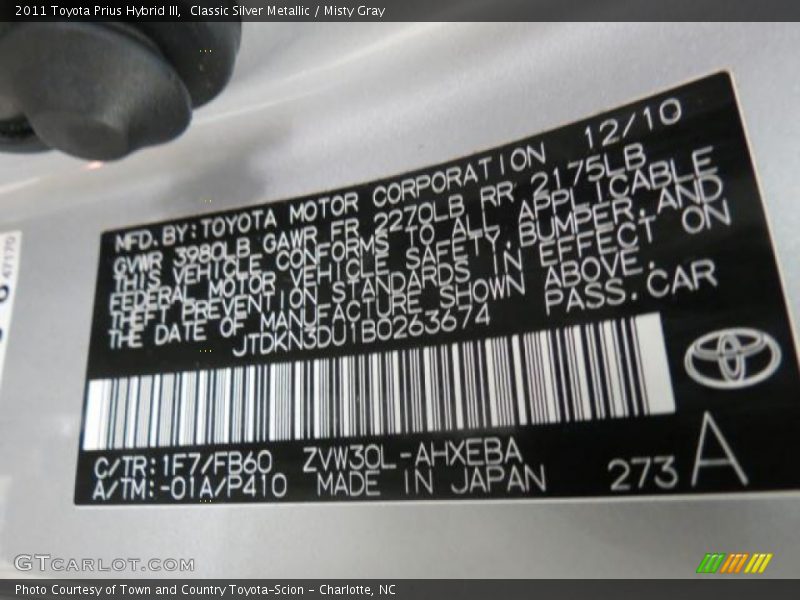 2011 Toyota Prius Hybrid III, Classic Silver Metallic / Misty Gray
MFD. BY: TOYOTA MOTOR CORPORATION 12/10
GVWR 3980LB GAWR FR 2270LB RR 2175LB
THIS VEHICLE CONFORMS TO ALL APPLICABLE
FEDERAL MOTOR VEHICLE SAFETY, BUMPER, AND
THEFT PREVENTION STANDARDS IN EFFECT ON
THE DATE OF MANUFACTURE SHOWN ABOVE.
JTDKN3DU1B0263674 PASS. CAR
C/TR: 1F7/FB60 ZVW30L-AHXEBA
A/TM: -01A/P410 MADE IN JAPAN 273 A
47170
GTCARLOT.COM
Photo Courtesy of Town and Country Toyota-Scion - Charlotte, NC